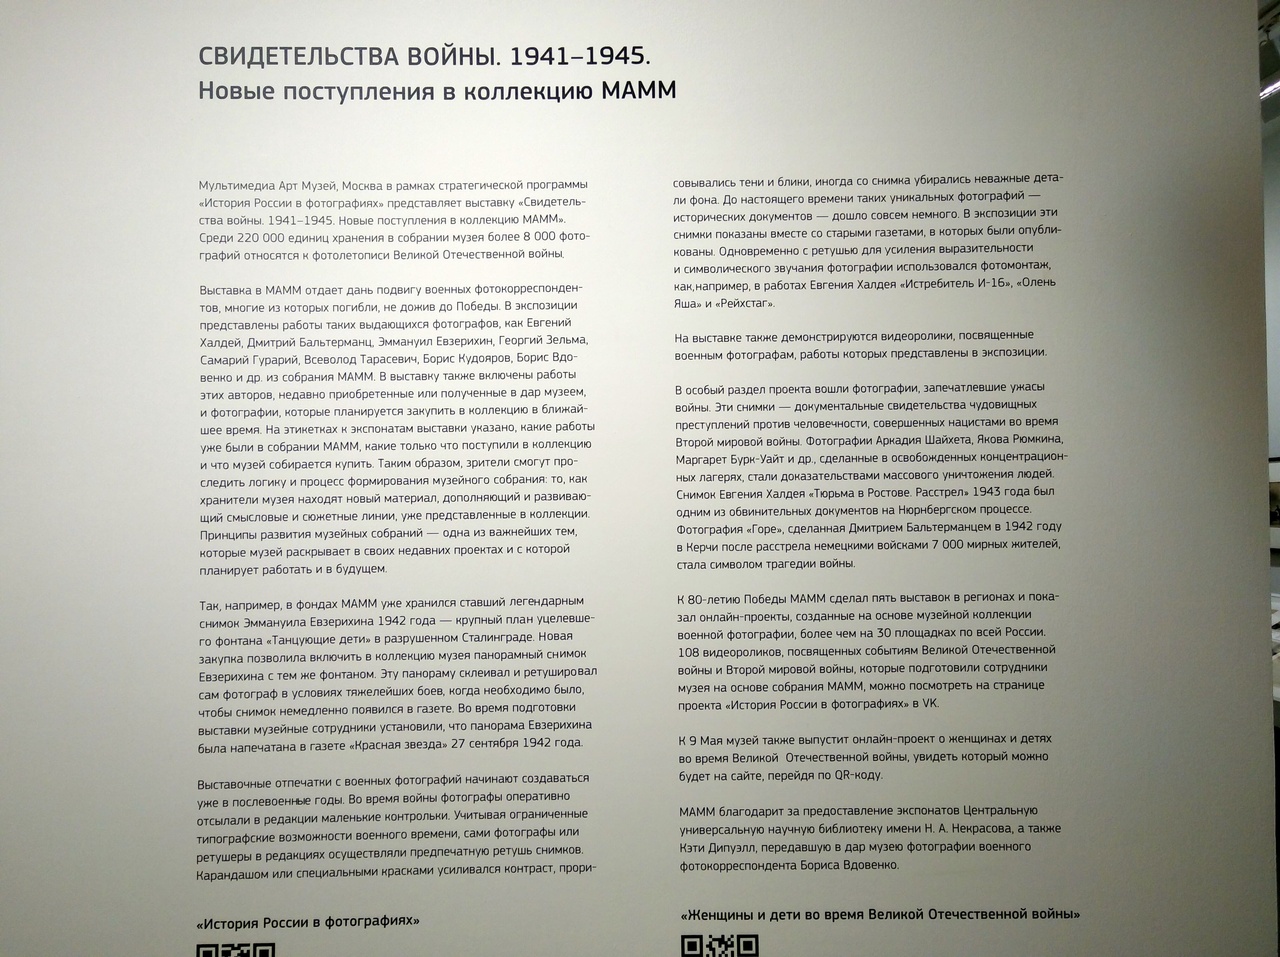 СВИДЕТЕЛЬСТВА ВОЙНЫ. 1941–1945.
Новые поступления в коллекцию МАММ
Мультимедиа Арт Музей, Москва в рамках стратегической программы
«История России в фотографиях» представляет выставку «Свидетель-
ства войны. 1941–1945. Новые поступления в коллекцию МАММ».
Среди 220 000 единиц хранения в собрании музея более 8 000 фото-
графий относятся к фотолетописи Великой Отечественной войны.
Выставка в МАММ отдает дань подвигу военных фотокорреспонден-
тов, многие из которых погибли, не дожив до Победы. В экспозиции
представлены работы таких выдающихся фотографов, как Евгений
Халдей, Дмитрий Бальтерманц, Эммануил Евзерихин, Георгий Зельма,
Самарий Гурарий, Всеволод Тарасевич, Борис Кудояров, Борис Вдо-
венко и др. из собрания МАММ. В выставку также включены работы
этих авторов, недавно приобретенные или полученные в дар музеем,
и фотографии, которые планируется закупить в коллекцию в ближай-
шее время. На этикетках к экспонатам выставки указано, какие работы
уже были в собрании МАММ, какие только что поступили в коллекцию
и что музей собирается купить. Таким образом, зрители смогут про-
следить логику и процесс формирования музейного собрания: то, как
хранители музея находят новый материал, дополняющий и развиваю-
щий смысловые и сюжетные линии, уже представленные в коллекции.
Принципы развития музейных собраний — одна из важнейших тем,
которые музей раскрывает в своих недавних проектах и с которой
планирует работать и в будущем.
Так, например, в фондах МАММ уже хранился ставший легендарным
снимок Эммануила Евзерихина 1942 года — крупный план уцелевше-
го фонтана «Танцующие дети» в разрушенном Сталинграде. Новая
закупка позволила включить в коллекцию музея панорамный снимок
Евзерихина с тем же фонтаном. Эту панораму склеивал и ретушировал
сам фотограф в условиях тяжелейших боев, когда необходимо было,
чтобы снимок немедленно появился в газете. Во время подготовки
выставки музейные сотрудники установили, что панорама Евзерихина
была напечатана в газете «Красная звезда» 27 сентября 1942 года.
Выставочные отпечатки с военных фотографий начинают создаваться
уже в послевоенные годы. Во время войны фотографы оперативно
отсылали в редакции маленькие контрольки. Учитывая ограниченные
типографские возможности военного времени, сами фотографы или
ретушеры в редакциях осуществляли предпечатную ретушь снимков.
Карандашом или специальными красками усиливался контраст, прори-
«История России в фотографиях»
совывались тени и блики, иногда со снимка убирались неважные дета-
ли фона. До настоящего времени таких уникальных фотографий —
исторических документов — дошло совсем немного. В экспозиции эти
снимки показаны вместе со старыми газетами, в которых были опубли-
кованы. Одновременно с ретушью для усиления выразительности
и символического звучания фотографии использовался фотомонтаж,
как,например, в работах Евгения Халдея «Истребитель И-16», «Олень
Яша» и «Рейхстаг».
На выставке также демонстрируются видеоролики, посвященные
военным фотографам, работы которых представлены в экспозиции.
В особый раздел проекта вошли фотографии, запечатлевшие ужасы
войны. Эти снимки — документальные свидетельства чудовищных
преступлений против человечности, совершенных нацистами во время
Второй мировой войны. Фотографии Аркадия Шайхета, Якова Рюмкина,
Маргарет Бурк-Уайт и др., сделанные в освобожденных концентрацион-
ных лагерях, стали доказательствами массового уничтожения людей.
Снимок Евгения Халдея «Тюрьма в Ростове. Расстрел» 1943 года был
одним из обвинительных документов на Нюрнбергском процессе.
Фотография «Горе», сделанная Дмитрием Бальтерманцем в 1942 году
в Керчи после расстрела немецкими войсками 7 000 мирных жителей,
стала символом трагедии войны.
К 80-летию Победы МАММ сделал пять выставок в регионах и пока-
зал онлайн-проекты, созданные на основе музейной коллекции
военной фотографии, более чем на 30 площадках по всей России.
108 видеороликов, посвященных событиям Великой Отечественной
войны и Второй мировой войны, которые подготовили сотрудники
музея на основе собрания МАММ, можно посмотреть на странице
проекта «История России в фотографиях» в VK.
К 9 Мая музей также выпустит онлайн-проект о женщинах и детях
во время Великой Отечественной войны, увидеть который можно
будет на сайте, перейдя по QR-коду.
МАММ благодарит за предоставление экспонатов Центральную
универсальную научную библиотеку имени Н. А. Некрасова, а также
Кэти Дипуэлл, передавшую в дар музею фотографии военного
фотокорреспондента Бориса Вдовенко.
«Женщины и дети во время Великой Отечественной войны»